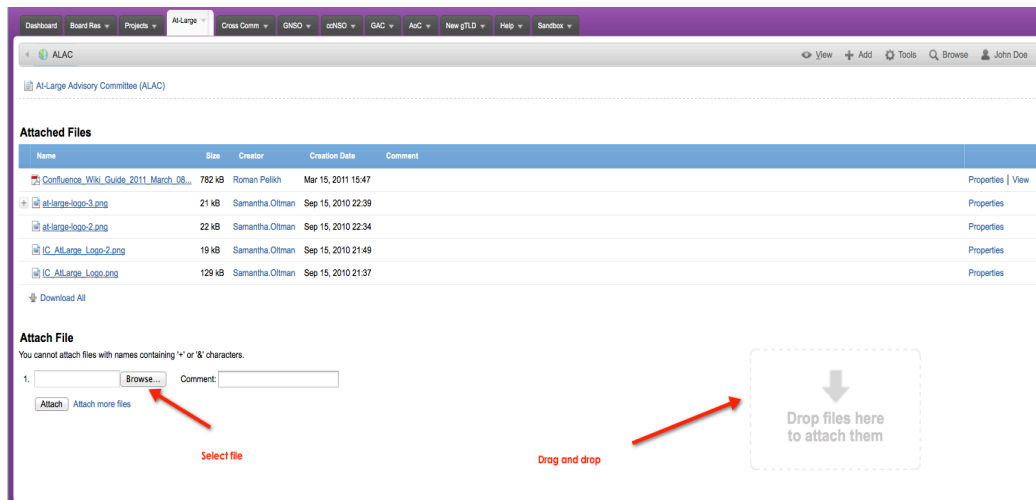 Dashboard Board Res Projects At-Large Cross Comm GNSO ccNSO GAC AoC New gTLD Help Sandbox
ALAC View Add Tools Browse John Doe
At-Large Advisory Committee (ALAC)
Attached Files
Name Size Creator Creation Date Comment
Confluence_Wiki_Guide_2011_March_08... 782 kB Roman Pelikh Mar 15, 2011 15:47 Properties | View
at-large-logo-3.png 21 kB Samantha.Oltman Sep 15, 2010 22:39 Properties
at-large-logo-2.png 22 kB Samantha.Oltman Sep 15, 2010 22:34 Properties
IC_AtLarge_Logo-2.png 19 kB Samantha.Oltman Sep 15, 2010 21:49 Properties
IC_AtLarge_Logo.png 129 kB Samantha.Oltman Sep 15, 2010 21:37 Properties
Download All
Attach File
You cannot attach files with names containing '+' or '&' characters.
1. Browse... Comment:
Attach Attach more files
Drop files here
to attach them
Select file
Drag and drop